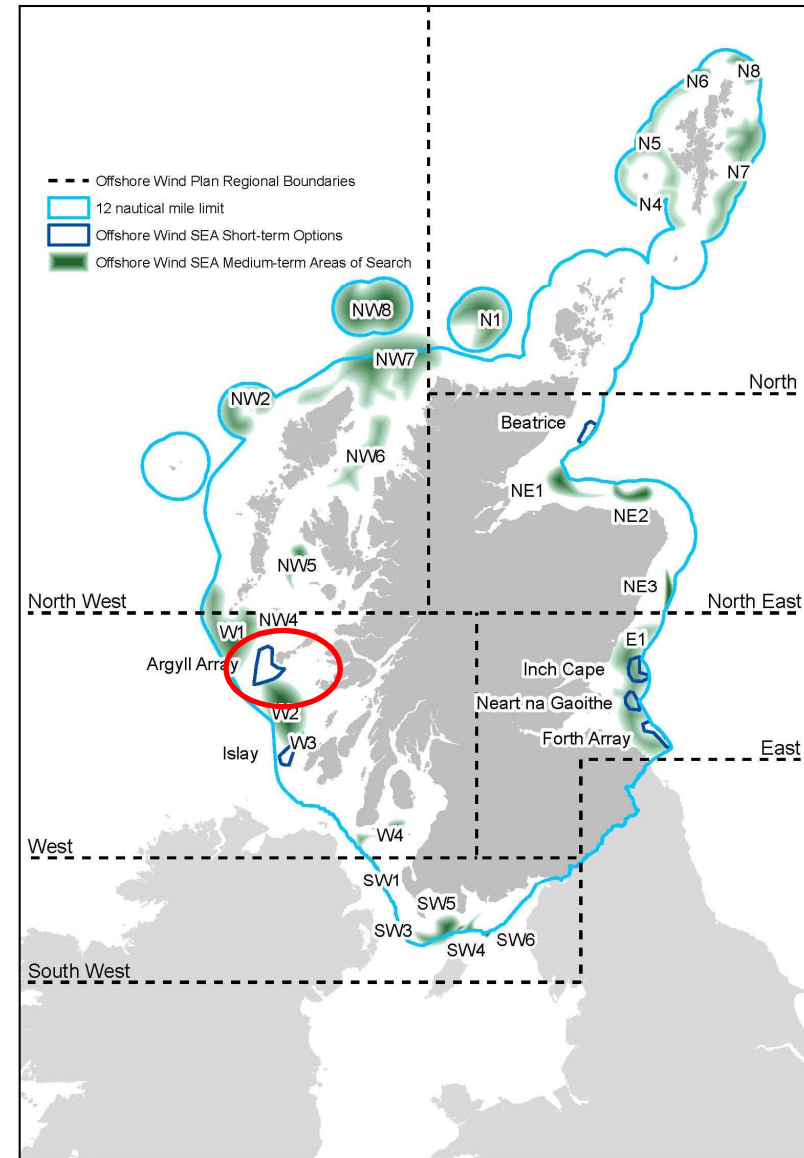 Offshore Wind Plan Regional Boundaries
12 nautical mile limit
Offshore Wind SEA Short-term Options
Offshore Wind SEA Medium-term Areas of Search
N8
N6
N5
N7
N4
NW8
N1
NW7
North
NW2
Beatrice
NW6
NE1
NE2
NW5
NE3
North West
North East
NW4
W1
E1
Argyll Array
Inch Cape
Neart na Gaoithe
W2
Forth Array
W3
Islay
East
W4
West
SW1
SW5
SW3
SW6
SW4
South West